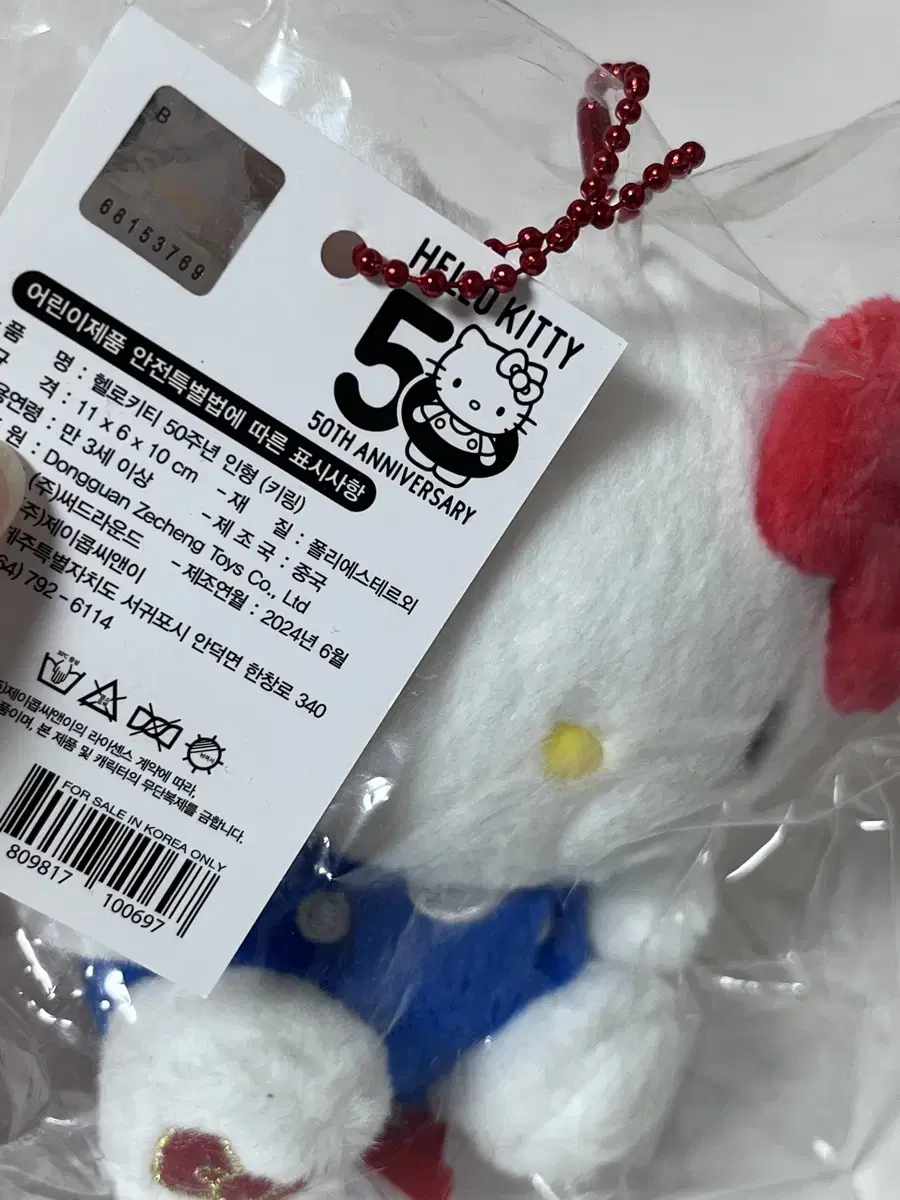 B
68153769
HELLO KITTY
50
50TH ANNIVERSARY
어린이제품 안전특별법에 따른 표시사항
품 명 : 헬로키티 50주년 인형 (키링)
격 : 11 x 6 x 10 cm - 재 질 : 폴리에스테르외
용연령 : 만 3세 이상 - 제 조 국 : 중국
원 : Dongguan Zecheng Toys Co., Ltd
(주)써드라운드 - 제조연월 : 2024년 6월
주)제이콥씨앤이
제주특별자치도 서귀포시 안덕면 한창로 340
64) 792-6114
)제이콥씨앤이의 라이센스 계약에 따라,
품이며, 본 제품 및 캐릭터의 무단복제를 금합니다.
FOR SALE IN KOREA ONLY
809817 100697